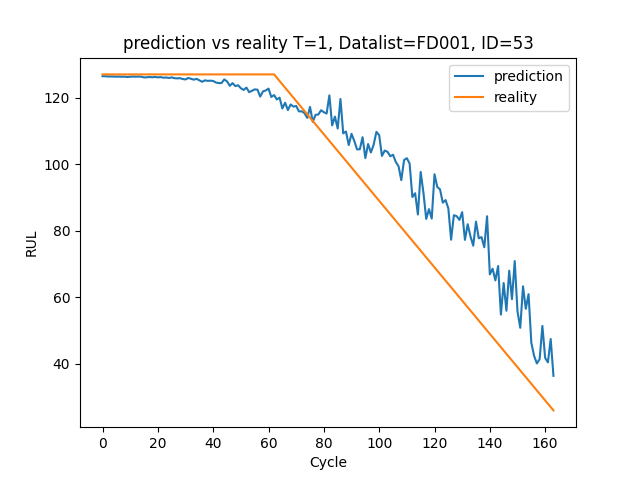 prediction vs reality T=1, Datalist=FD001, ID=53
prediction
reality
RUL
120
100
80
60
40
0 20 40 60 80 100 120 140 160
Cycle